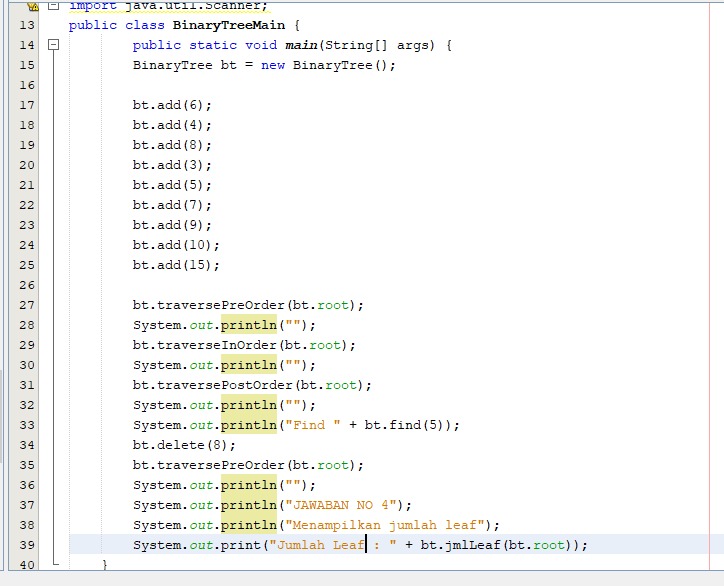 import java.util.Scanner;
13 public class BinaryTreeMain {
14 public static void main(String[] args) {
15 BinaryTree bt = new BinaryTree();
16
17 bt.add(6);
18 bt.add(4);
19 bt.add(8);
20 bt.add(3);
21 bt.add(5);
22 bt.add(7);
23 bt.add(9);
24 bt.add(10);
25 bt.add(15);
26
27 bt.traversePreOrder(bt.root);
28 System.out.println("");
29 bt.traverseInOrder(bt.root);
30 System.out.println("");
31 bt.traversePostOrder(bt.root);
32 System.out.println("");
33 System.out.println("Find " + bt.find(5));
34 bt.delete(8);
35 bt.traversePreOrder(bt.root);
36 System.out.println("");
37 System.out.println("JAWABAN NO 4");
38 System.out.println("Menampilkan jumlah leaf");
39 System.out.print("Jumlah Leaf : " + bt.jmlLeaf(bt.root));
40 }